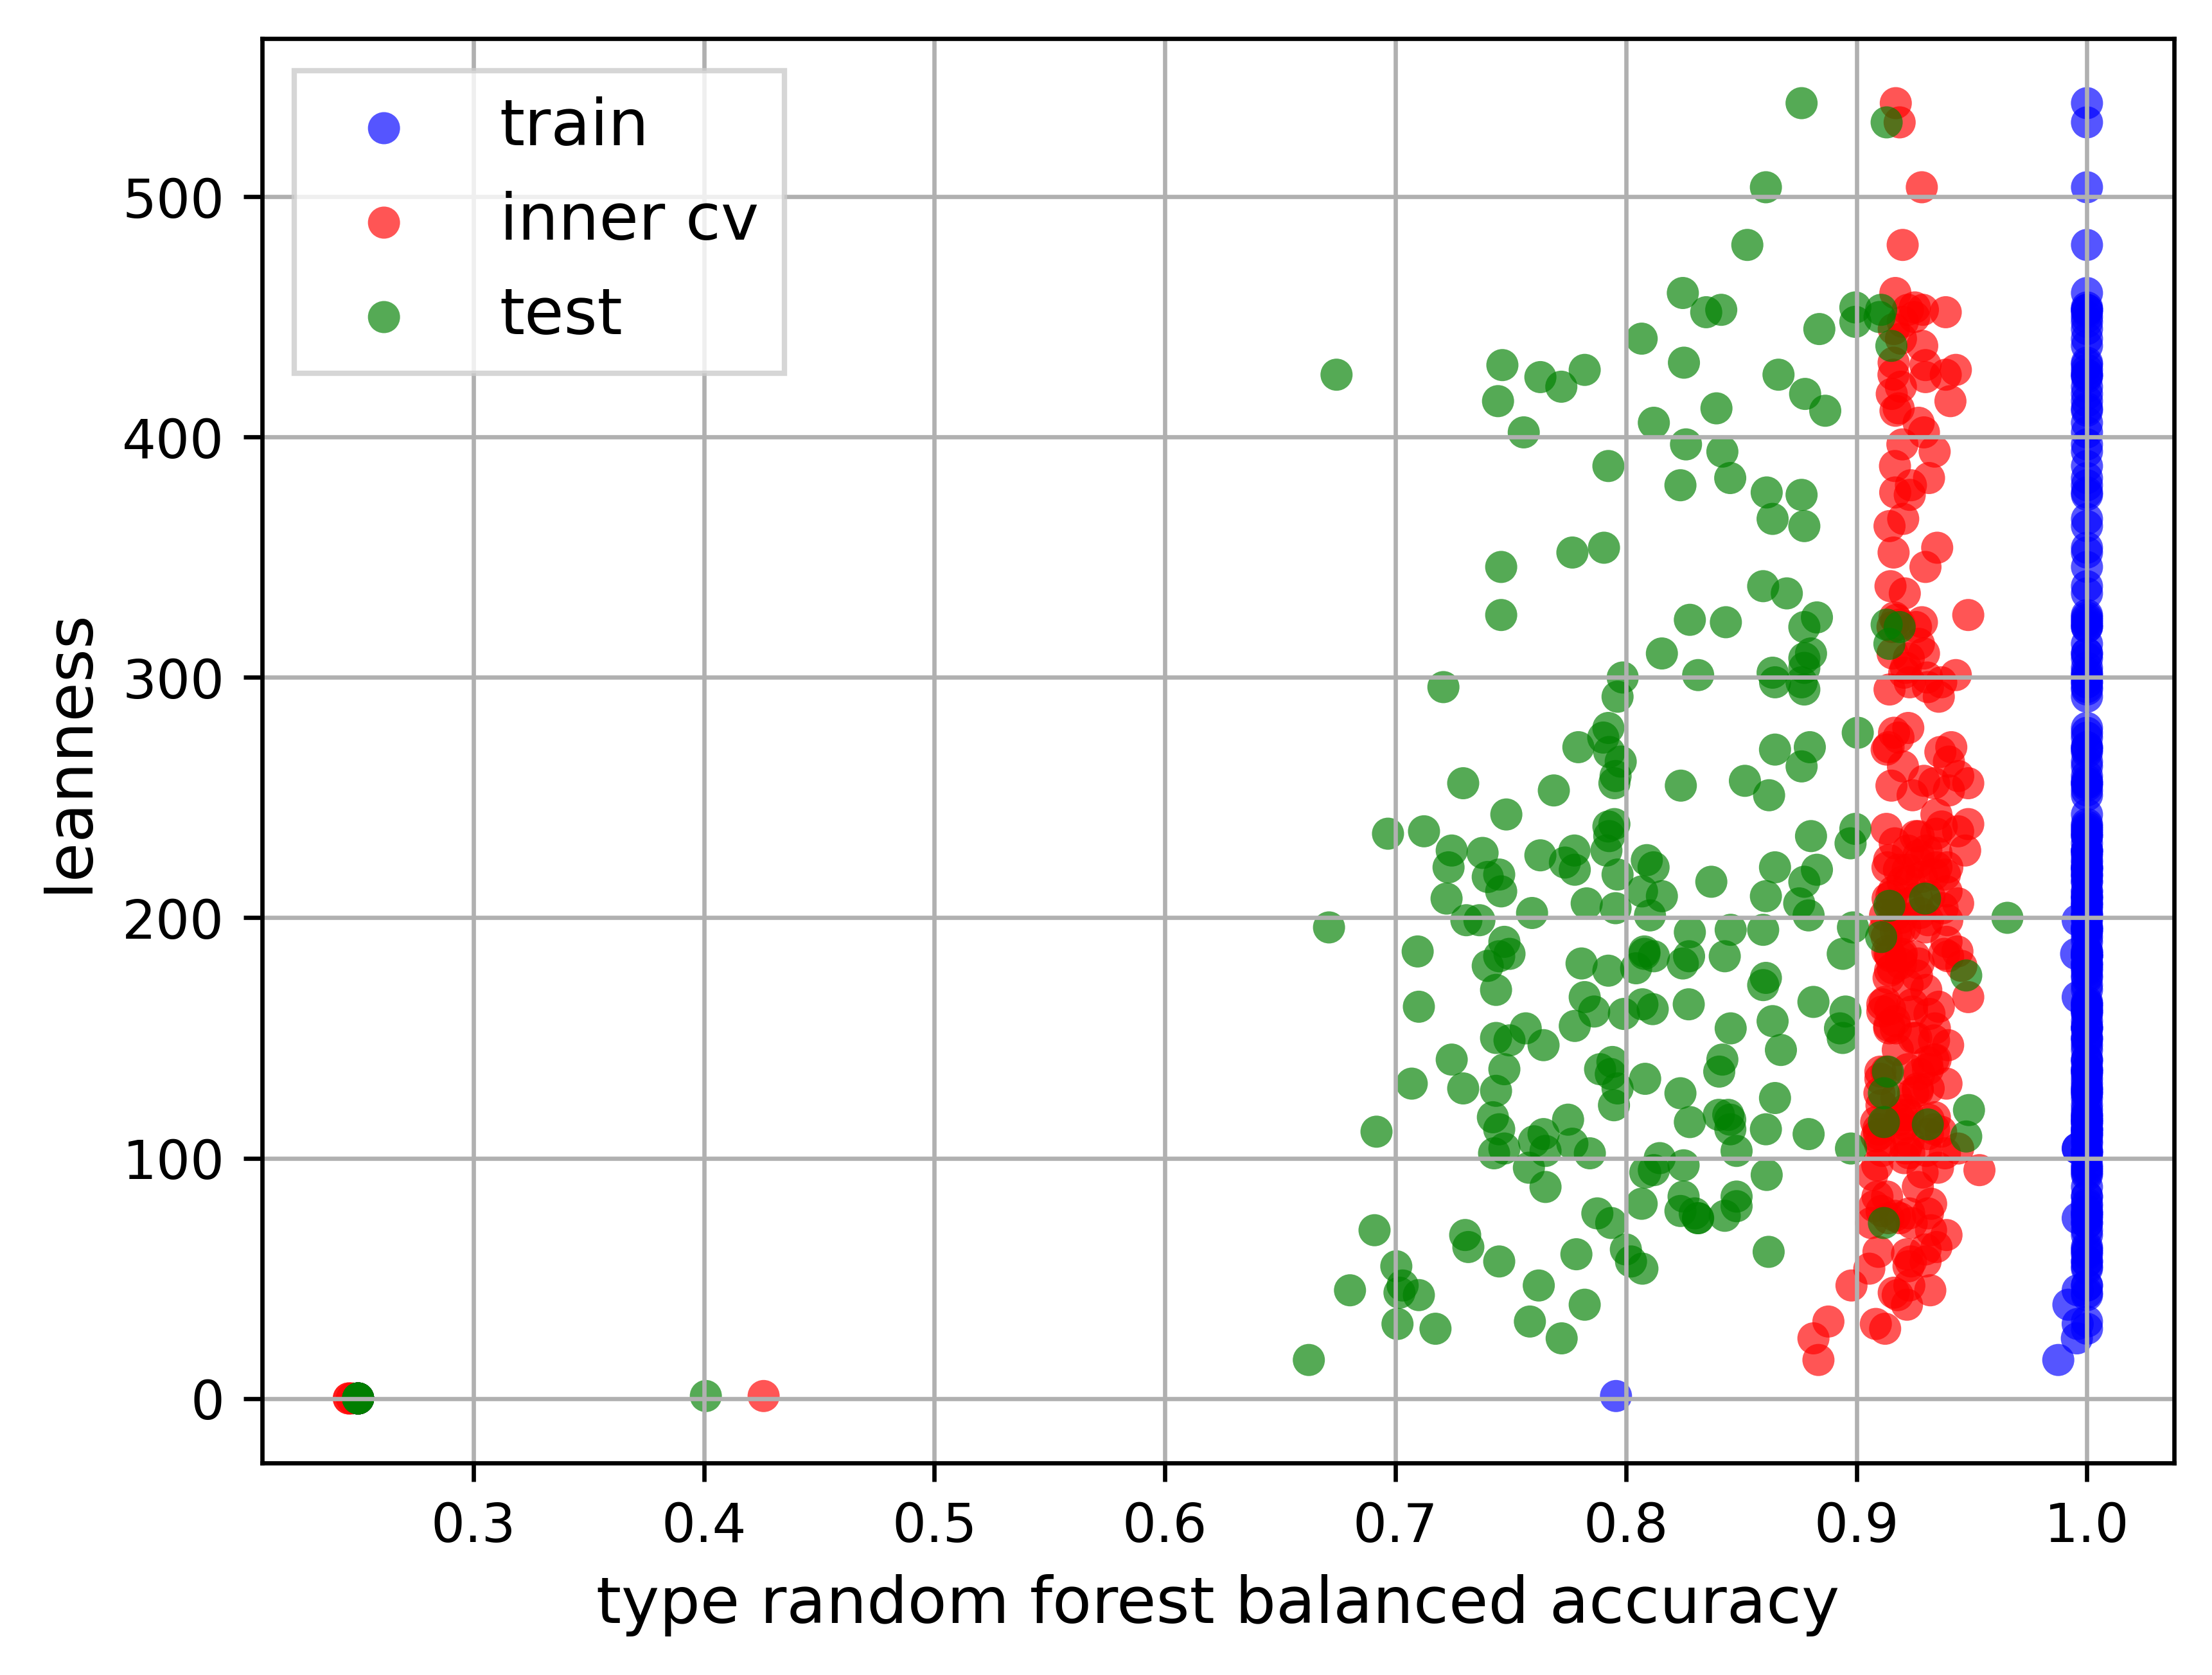 train
inner cv
test
500
400
300
200
100
0
leanness
0.3 0.4 0.5 0.6 0.7 0.8 0.9 1.0
type random forest balanced accuracy